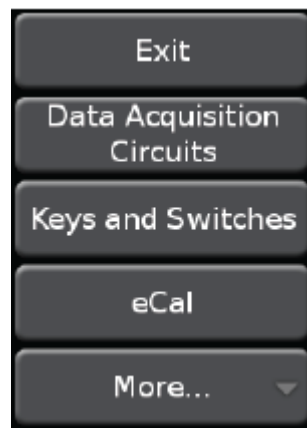 Exit
Data Acquisition
Circuits
Keys and Switches
eCal
More...